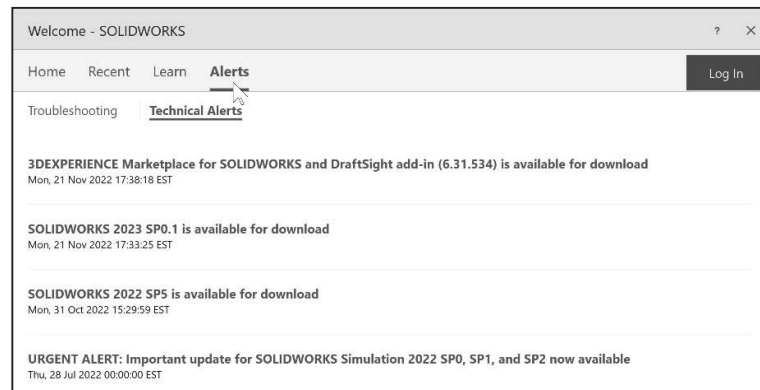 Welcome - SOLIDWORKS ? ×
Home Recent Learn Alerts Log In
Troubleshooting Technical Alerts
3DEXPERIENCE Marketplace for SOLIDWORKS and DraftSight add-in (6.31.534) is available for download
Mon, 21 Nov 2022 17:38:18 EST
SOLIDWORKS 2023 SP0.1 is available for download
Mon, 21 Nov 2022 17:33:25 EST
SOLIDWORKS 2022 SP5 is available for download
Mon, 31 Oct 2022 15:29:59 EST
URGENT ALERT: Important update for SOLIDWORKS Simulation 2022 SP0, SP1, and SP2 now available
Thu, 28 Jul 2022 00:00:00 EST